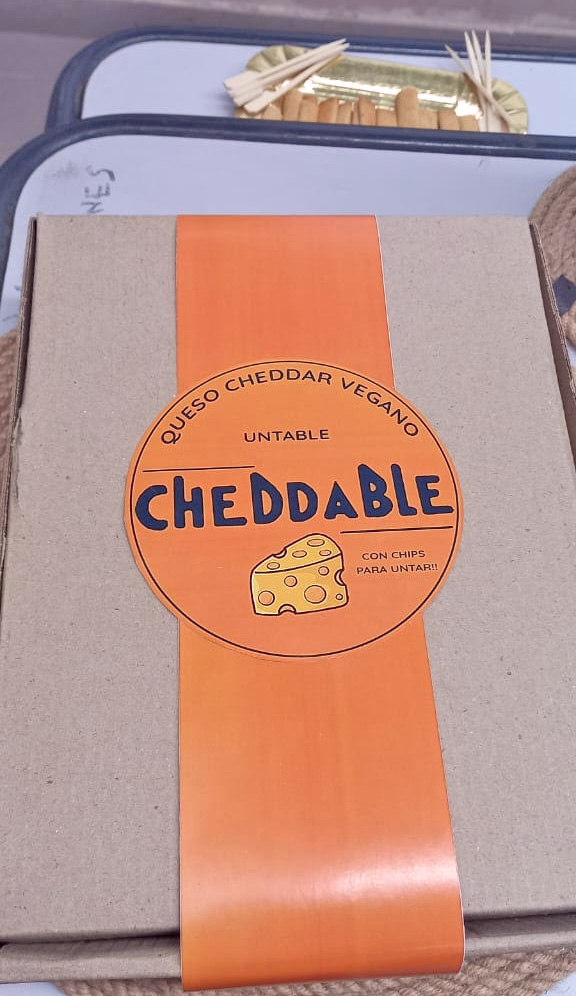 QUESO CHEDDAR VEGANO
UNTABLE
CHEDDABLE
CON CHIPS
PARA UNTAR!!